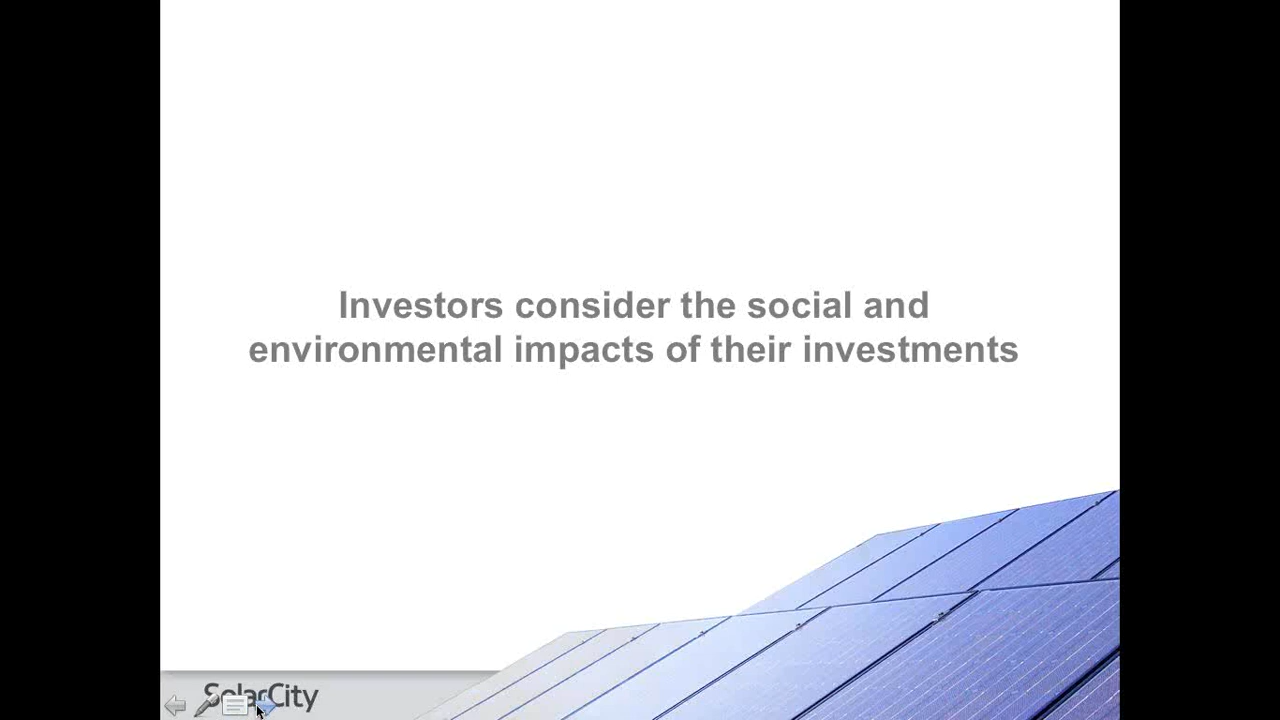 Investors consider the social and
environmental impacts of their investments
SolarCity